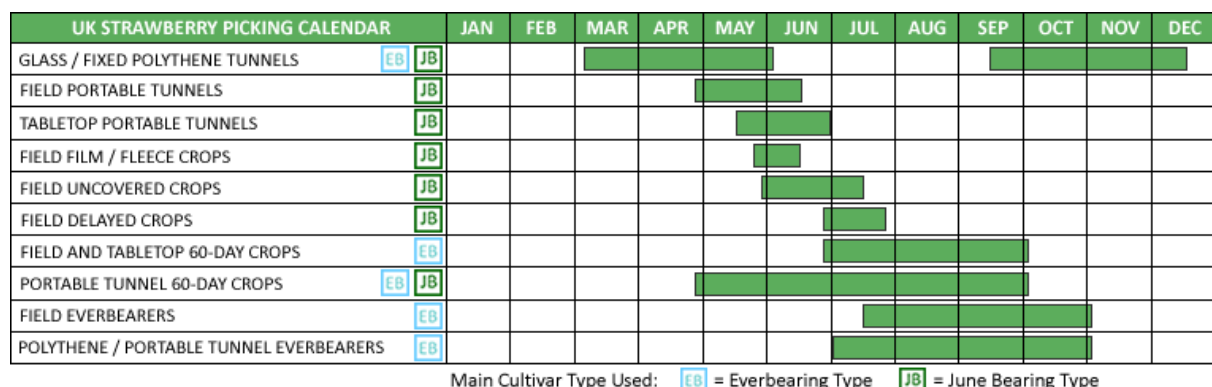 UK STRAWBERRY PICKING CALENDAR JAN FEB MAR APR MAY JUN JUL AUG SEP OCT NOV DEC
GLASS / FIXED POLYTHENE TUNNELS EB JB
FIELD PORTABLE TUNNELS JB
TABLETOP PORTABLE TUNNELS JB
FIELD FILM / FLEECE CROPS JB
FIELD UNCOVERED CROPS JB
FIELD DELAYED CROPS JB
FIELD AND TABLETOP 60-DAY CROPS EB
PORTABLE TUNNEL 60-DAY CROPS EB JB
FIELD EVERBEARERS EB
POLYTHENE / PORTABLE TUNNEL EVERBEARERS EB
Main Cultivar Type Used: EB = Everbearing Type JB = June Bearing Type